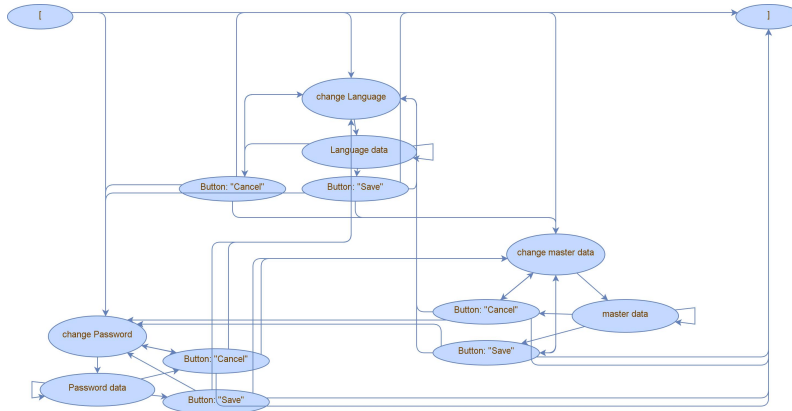 [
]
change Language
Language data
Button: "Cancel"
Button: "Save"
change master data
Button: "Cancel"
master data
change Password
Button: "Save"
Button: "Cancel"
Password data
Button: "Save"